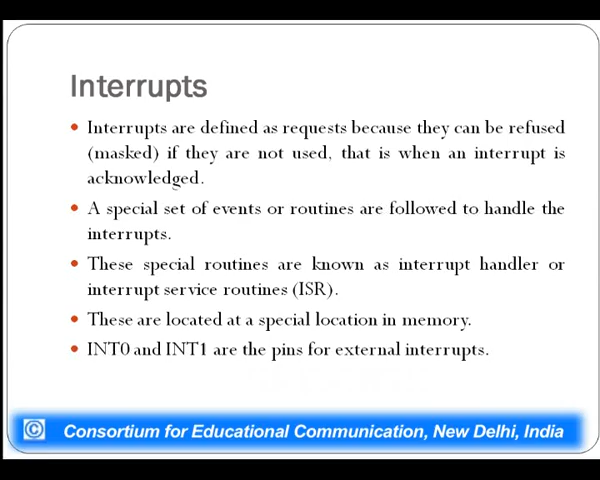 Interrupts
• Interrupts are defined as requests because they can be refused
(masked) if they are not used, that is when an interrupt is
acknowledged.
• A special set of events or routines are followed to handle the
interrupts.
• These special routines are known as interrupt handler or
interrupt service routines (ISR).
• These are located at a special location in memory.
• INT0 and INT1 are the pins for external interrupts.
© Consortium for Educational Communication, New Delhi, India